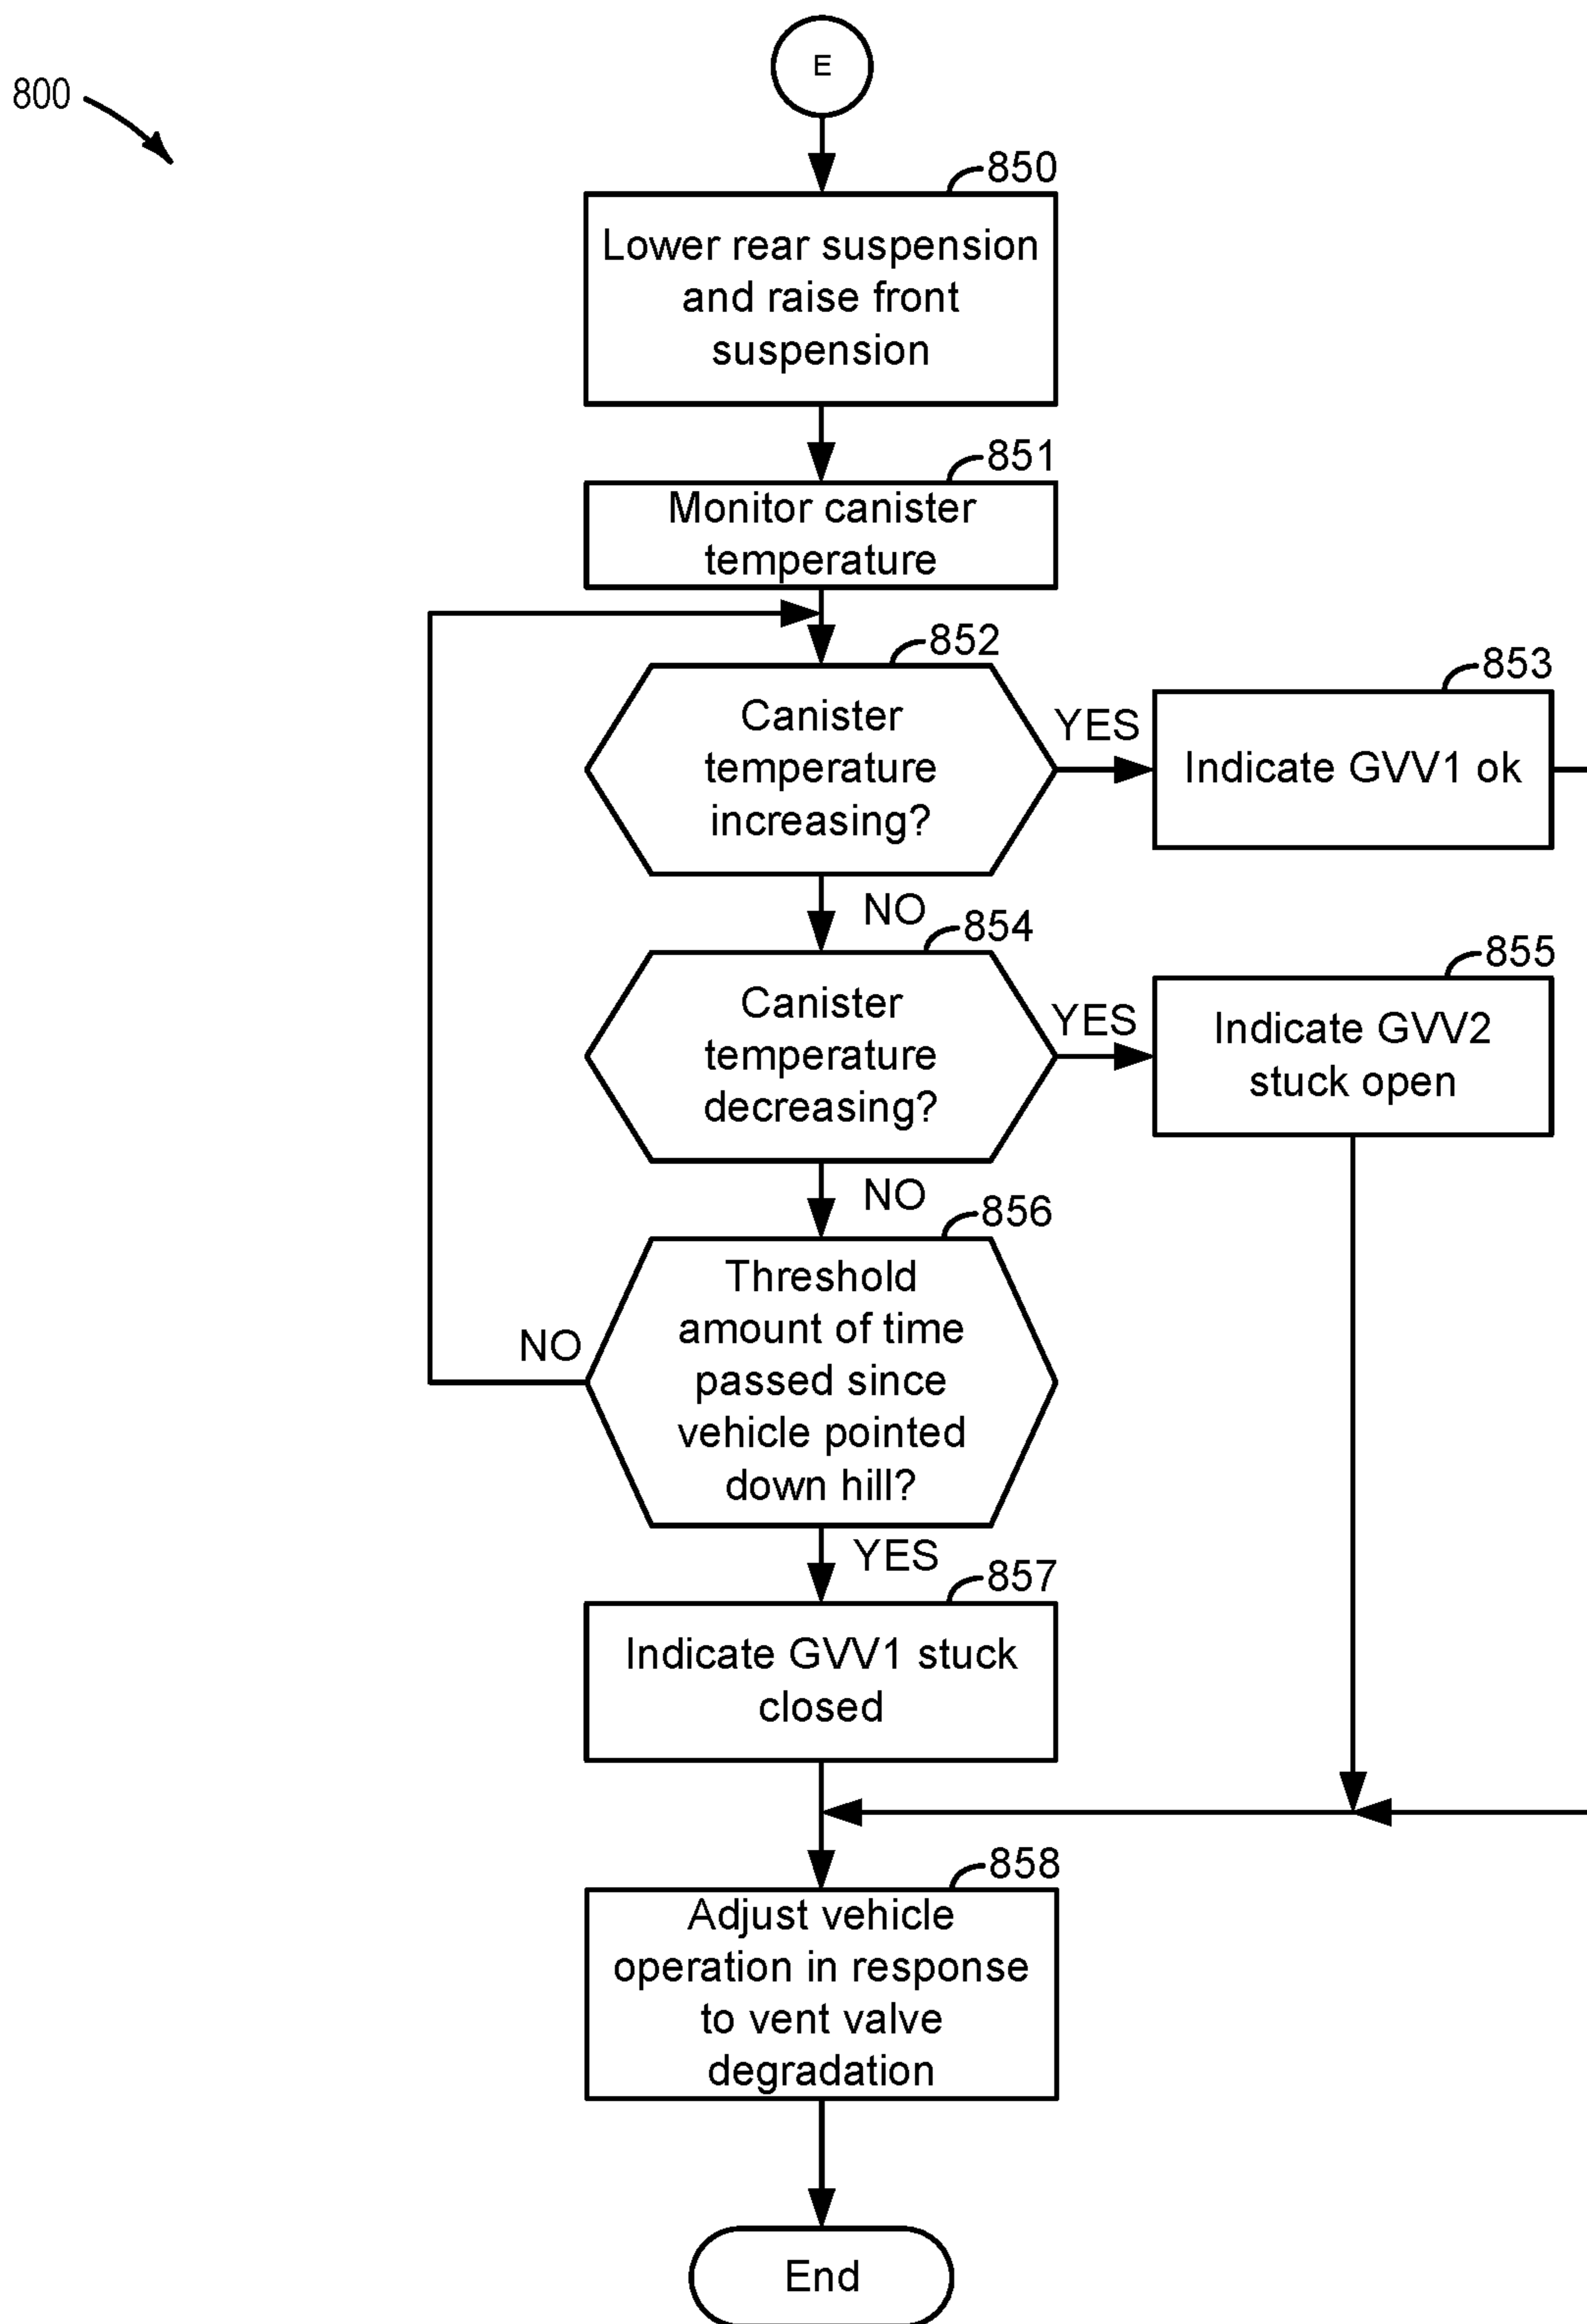 E
800
850
Lower rear suspension
and raise front
suspension
851
Monitor canister
temperature
852
Canister
temperature
increasing?
YES
853
Indicate GVV1 ok
NO
854
Canister
temperature
decreasing?
YES
855
Indicate GVV2
stuck open
NO
856
Threshold
amount of time
passed since
vehicle pointed
down hill?
NO
YES
857
Indicate GVV1 stuck
closed
858
Adjust vehicle
operation in response
to vent valve
degradation
End